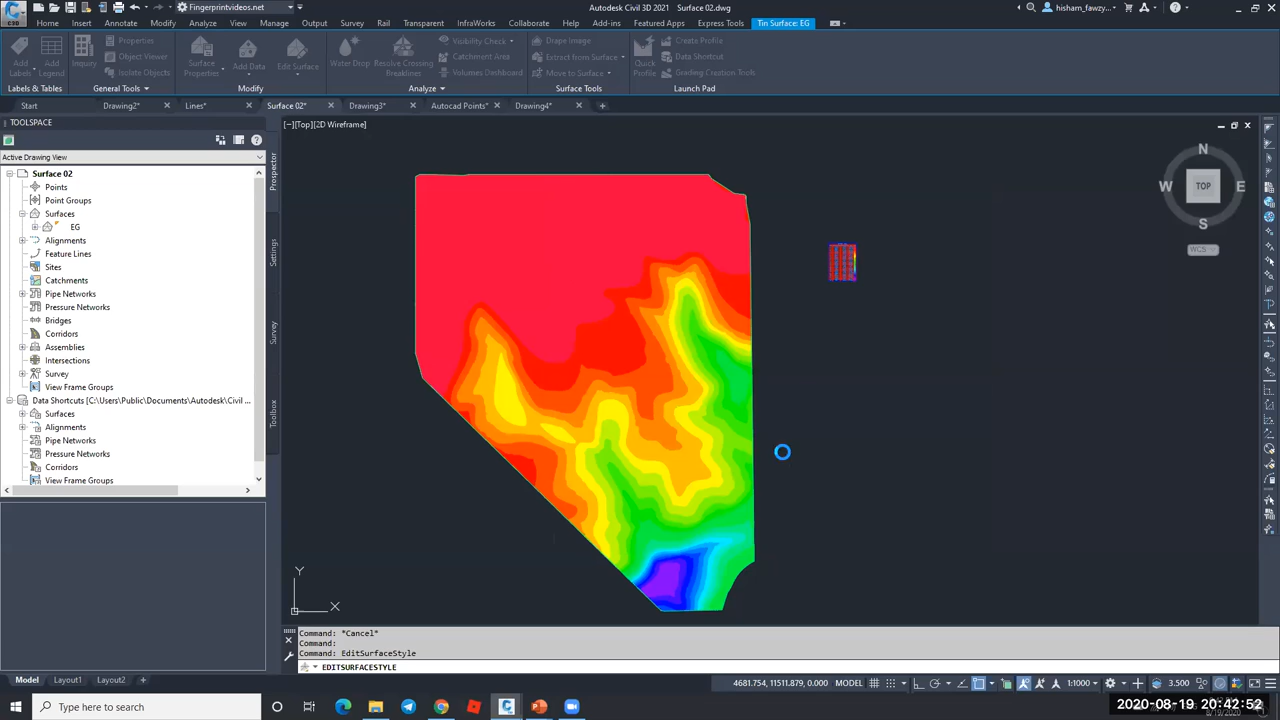 C3D
Fingerprintvideos.net
Autodesk Civil 3D 2021 Surface 02.dwg
hisham_fawzy...
Home Insert Annotate Modify Analyze View Manage Output Survey Rail Transparent InfraWorks Collaborate Help Add-ins Featured Apps Express Tools Tin Surface: EG
Add Labels
Add Legend
Inquiry
Properties
Object Viewer
Isolate Objects
Surface Properties
Add Data
Edit Surface
Water Drop
Resolve Crossing Breaklines
Visibility Check
Catchment Area
Volumes Dashboard
Drape Image
Extract from Surface
Move to Surface
Quick Profile
Create Profile
Data Shortcut
Grading Creation Tools
Labels & Tables General Tools Modify Analyze Surface Tools Launch Pad
Start Drawing2* Lines* Surface 02* Drawing3* Autocad Points* Drawing4*
TOOLSPACE
Active Drawing View
Surface 02
Points
Point Groups
Surfaces
EG
Alignments
Feature Lines
Sites
Catchments
Pipe Networks
Pressure Networks
Bridges
Corridors
Assemblies
Intersections
Survey
View Frame Groups
Data Shortcuts [C:\Users\Public\Documents\Autodesk\Civil ...
Surfaces
Alignments
Pipe Networks
Pressure Networks
Corridors
View Frame Groups
Prospector
Settings
Survey
Toolbox
[−][Top][2D Wireframe]
N
W TOP E
S
WCS
Y
X
Command: *Cancel*
Command:
Command: EditSurfaceStyle
EDITSURFACESTYLE
Model Layout1 Layout2
4681.754, 11511.879, 0.000 MODEL 1:1000 3.500
Type here to search
2020-08-19 20:42:52